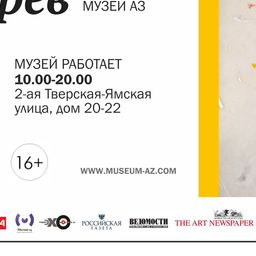 МУЗЕЙ АЗ
МУЗЕЙ РАБОТАЕТ
10.00-20.00
2-ая Тверская-Ямская
улица, дом 20-22
16+
WWW.MUSEUM-AZ.COM
РОССИЙСКАЯ
ГАЗЕТА
ВЕДОМОСТИ
THE ART NEWSPAPER